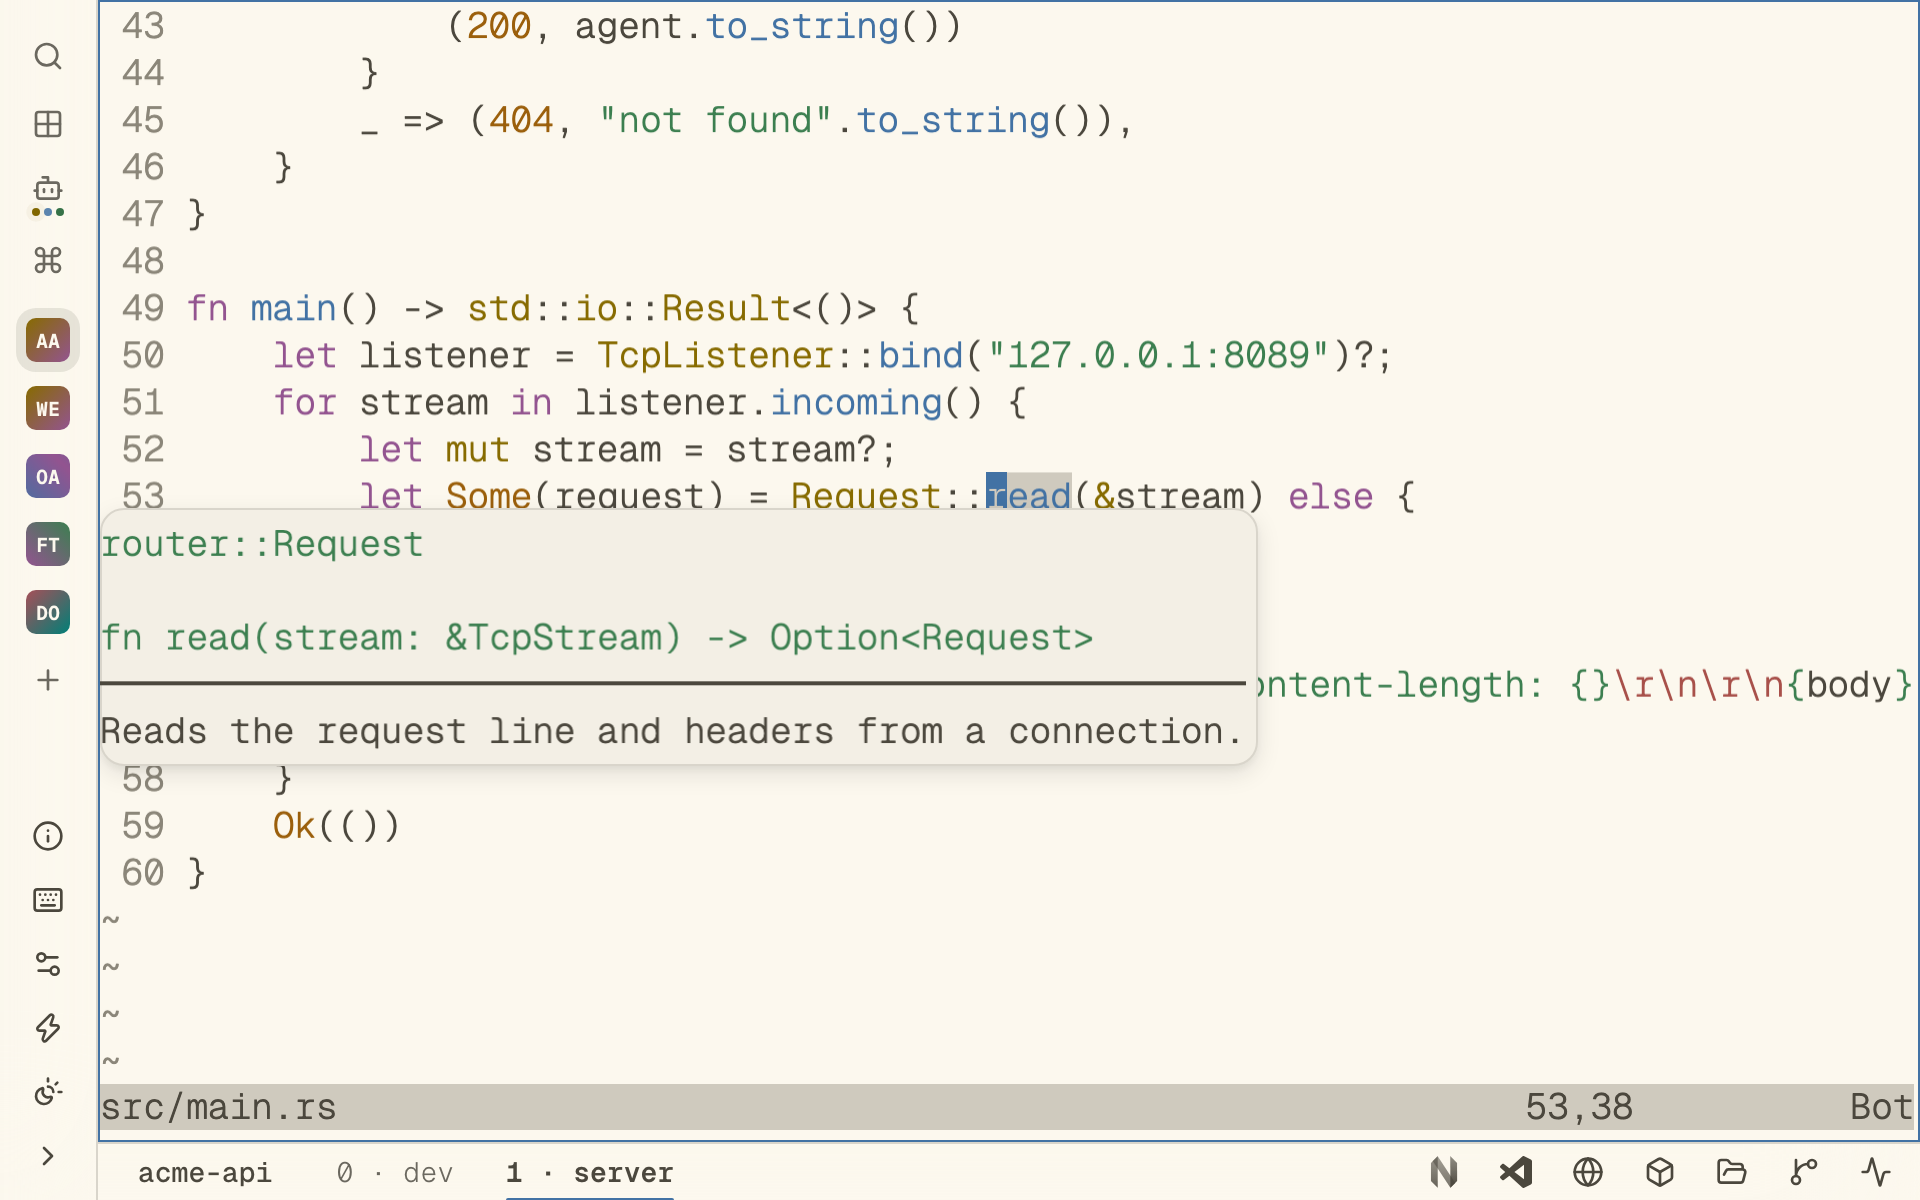 43 (200, agent.to_string())
44 }
45 _ => (404, "not found".to_string()),
46 }
47 }
48
49 fn main() -> std::io::Result<()> {
50 let listener = TcpListener::bind("127.0.0.1:8089")?;
51 for stream in listener.incoming() {
52 let mut stream = stream?;
53 let Some(request) = Request::read(&stream) else {
router::Request
fn read(stream: &TcpStream) -> Option<Request>
ontent-length: {}\r\n\r\n{body}
Reads the request line and headers from a connection.
58 }
59 Ok(())
60 }
~
~
~
~
src/main.rs 53,38 Bot
AA
WE
OA
FT
DO
acme-api 0 · dev 1 · server